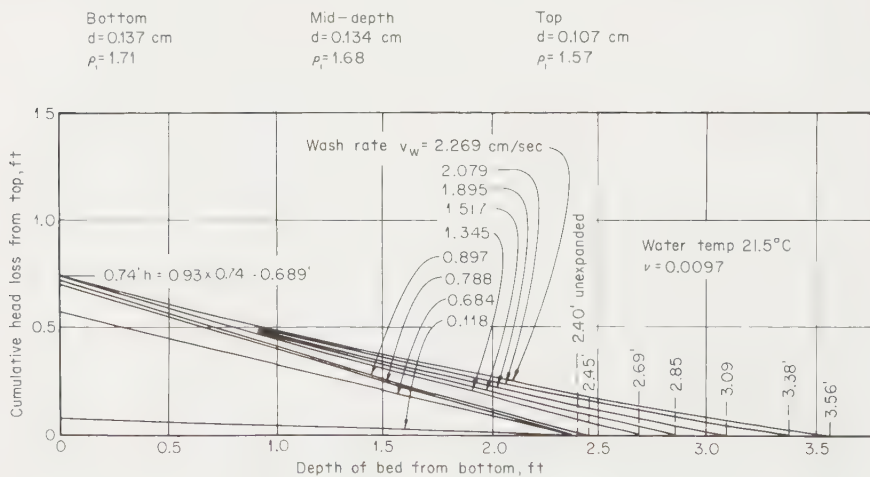 Bottom
d=0.137 cm
ρ₁=1.71
Mid-depth
d=0.134 cm
ρ₁=1.68
Top
d=0.107 cm
ρ₁=1.57
Cumulative head loss from top, ft
1.5
1.0
0.5
0
Wash rate v_w = 2.269 cm/sec
2.079
1.895
1.517
1.345
0.897
0.788
0.684
0.118
0.74' h = 0.93 x 0.74 - 0.689'
Water temp 21.5°C
ν=0.0097
2.40' unexpanded
2.45'
2.69'
2.85
3.09
3.38'
3.56'
0 0.5 1.0 1.5 2.0 2.5 3.0 3.5
Depth of bed from bottom, ft